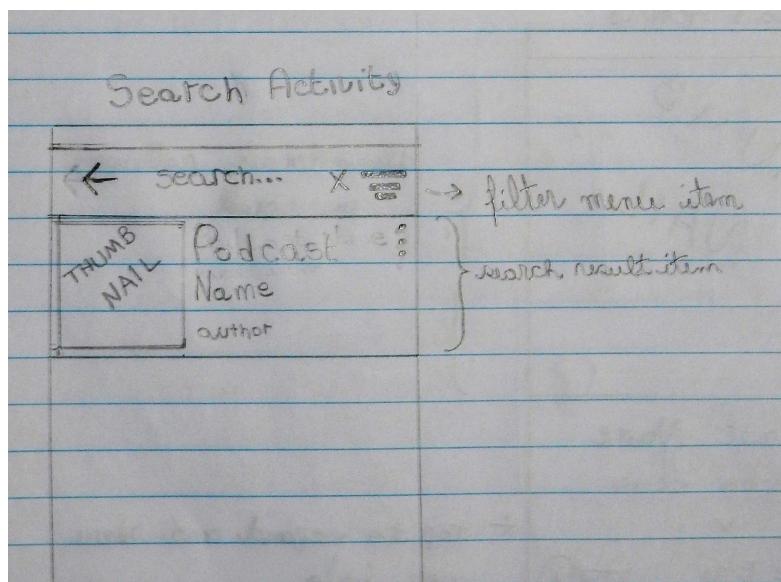 Search Activity
← search... X
filter menu item
THUMB
NAIL
Podcast
Name
author
search result item